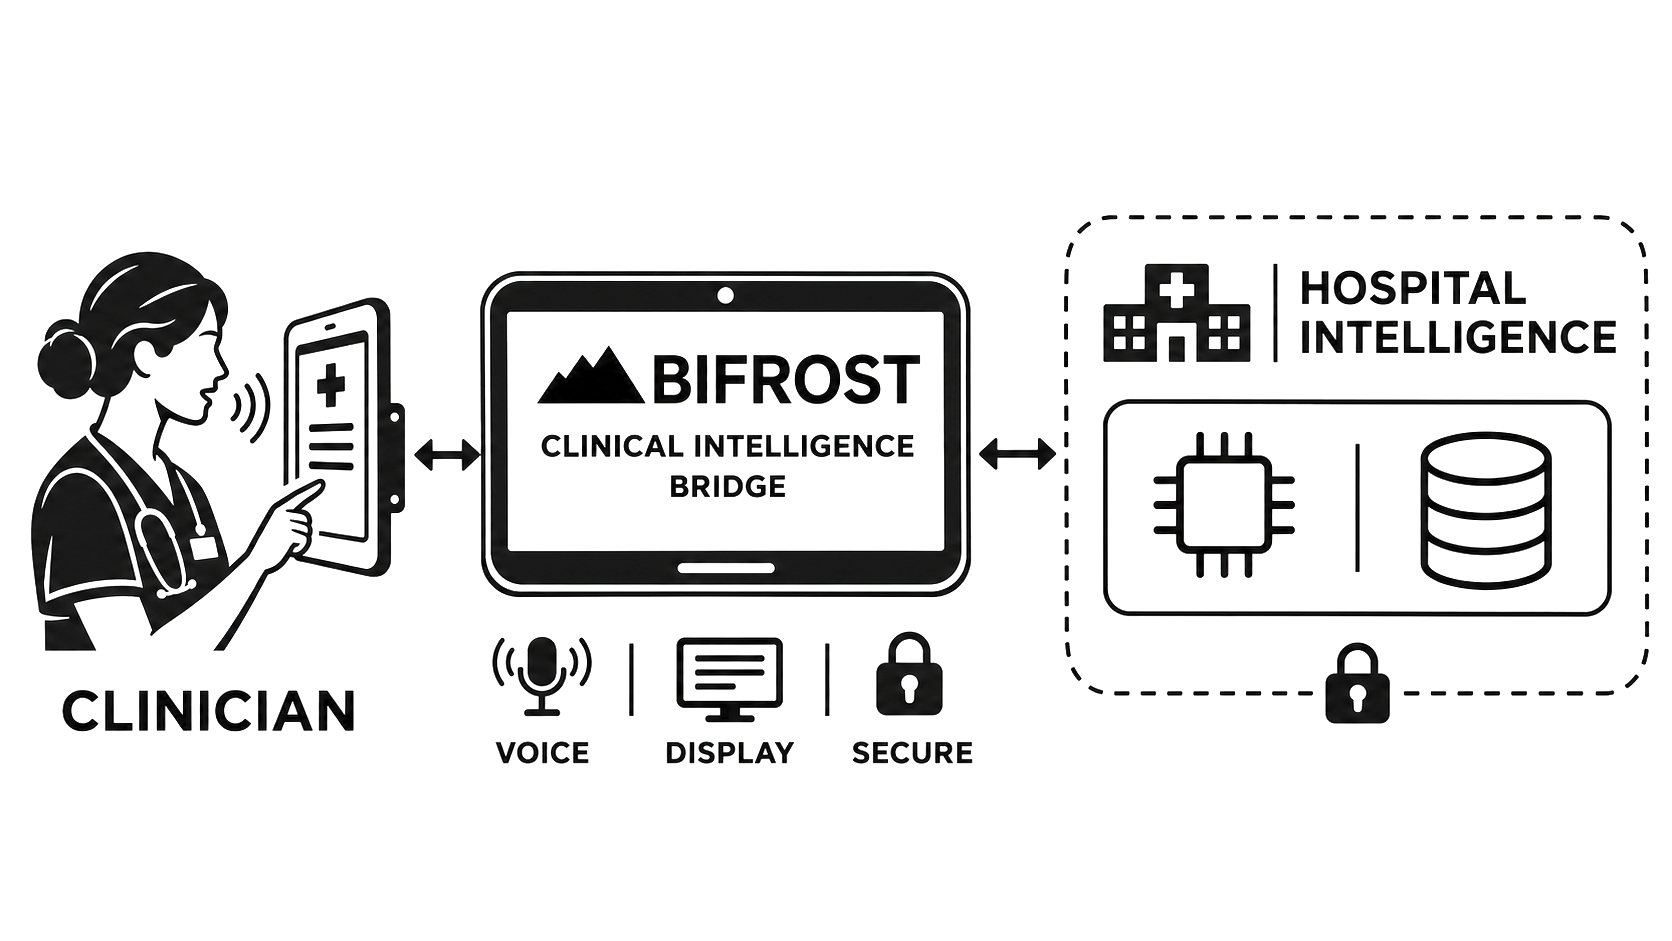 CLINICIAN
BIFROST
CLINICAL INTELLIGENCE
BRIDGE
VOICE
DISPLAY
SECURE
HOSPITAL
INTELLIGENCE